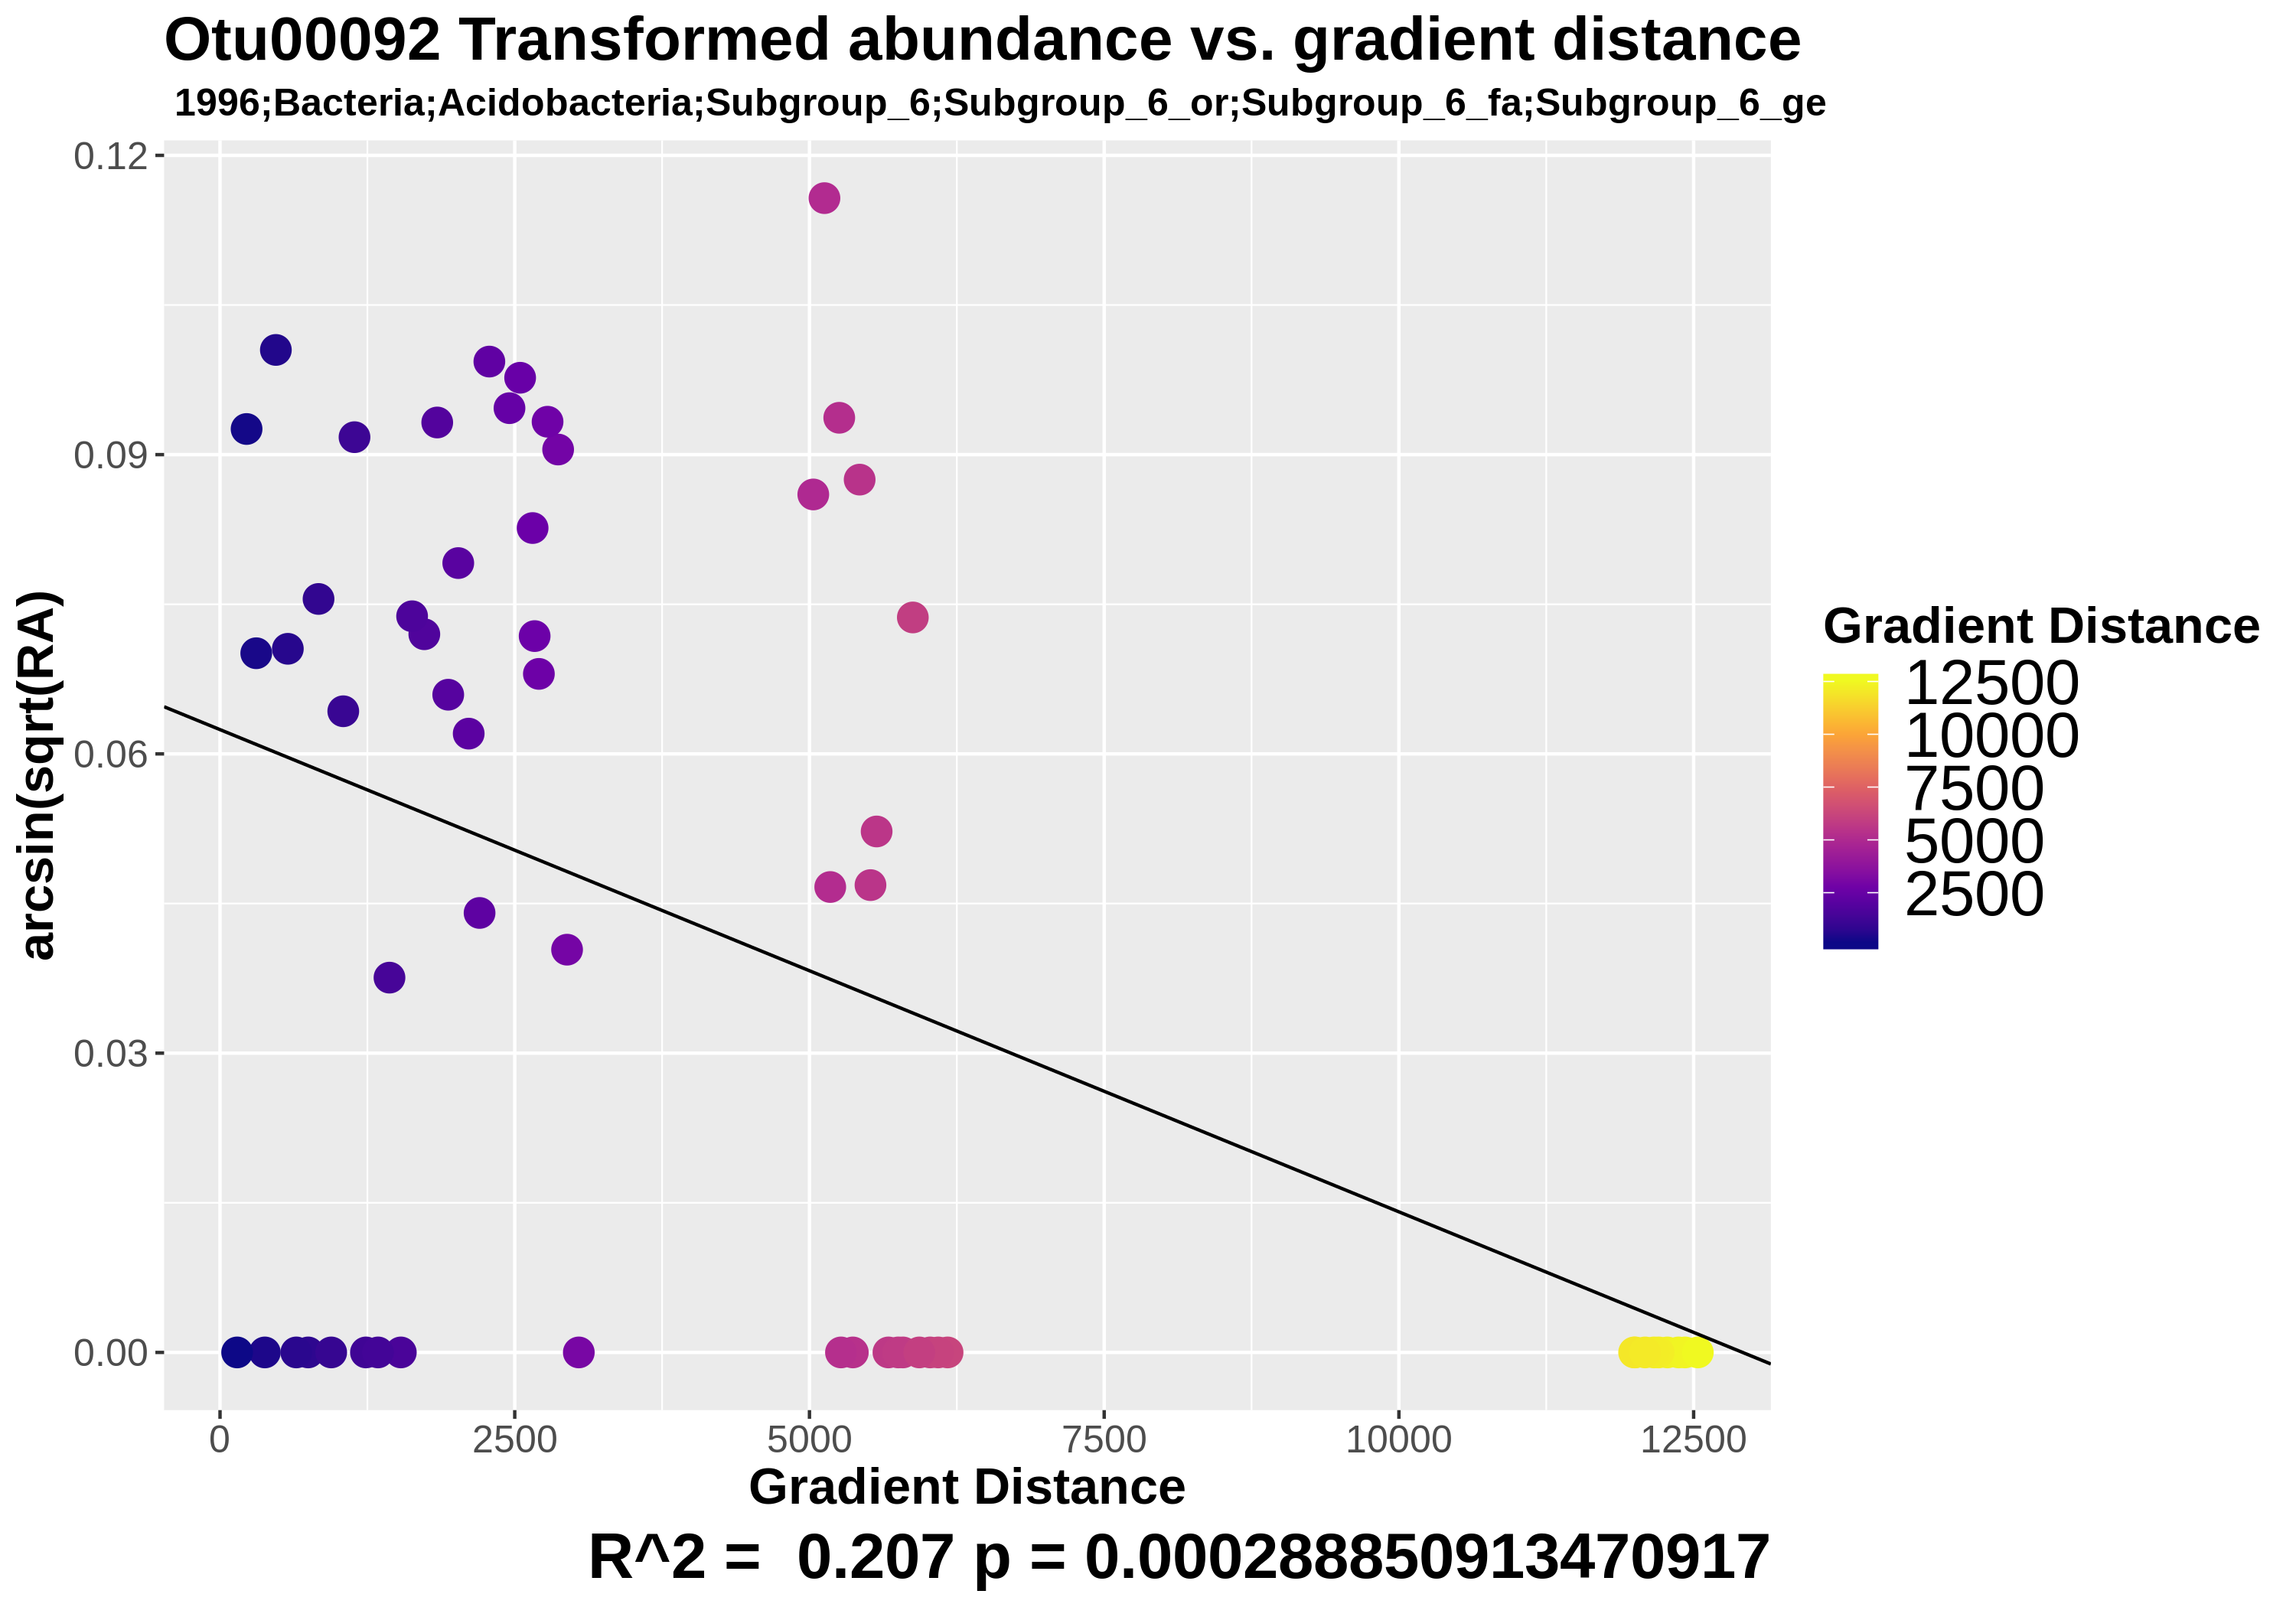 Otu00092 Transformed abundance vs. gradient distance
1996;Bacteria;Acidobacteria;Subgroup_6;Subgroup_6_or;Subgroup_6_fa;Subgroup_6_ge
0.12
0.09
0.06
0.03
0.00
arcsin(sqrt(RA)
0 2500 5000 7500 10000 12500
Gradient Distance
R^2 =  0.207 p = 0.000288850913470917
Gradient Distance
12500
10000
7500
5000
2500